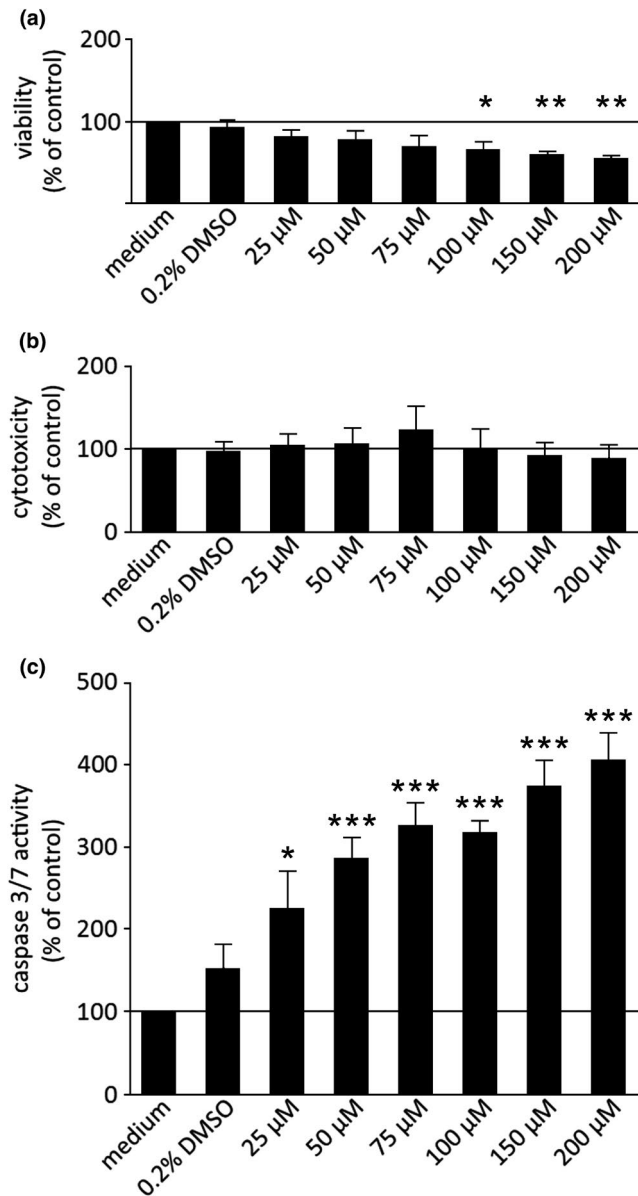 (a)
200
100
viability
(% of control)
* ** **
medium
0.2% DMSO
25 µM
50 µM
75 µM
100 µM
150 µM
200 µM
(b)
200
100
0
cytotoxicity
(% of control)
medium
0.2% DMSO
25 µM
50 µM
75 µM
100 µM
150 µM
200 µM
(c)
500
400
300
200
100
0
caspase 3/7 activity
(% of control)
* *** *** *** *** ***
medium
0.2% DMSO
25 µM
50 µM
75 µM
100 µM
150 µM
200 µM